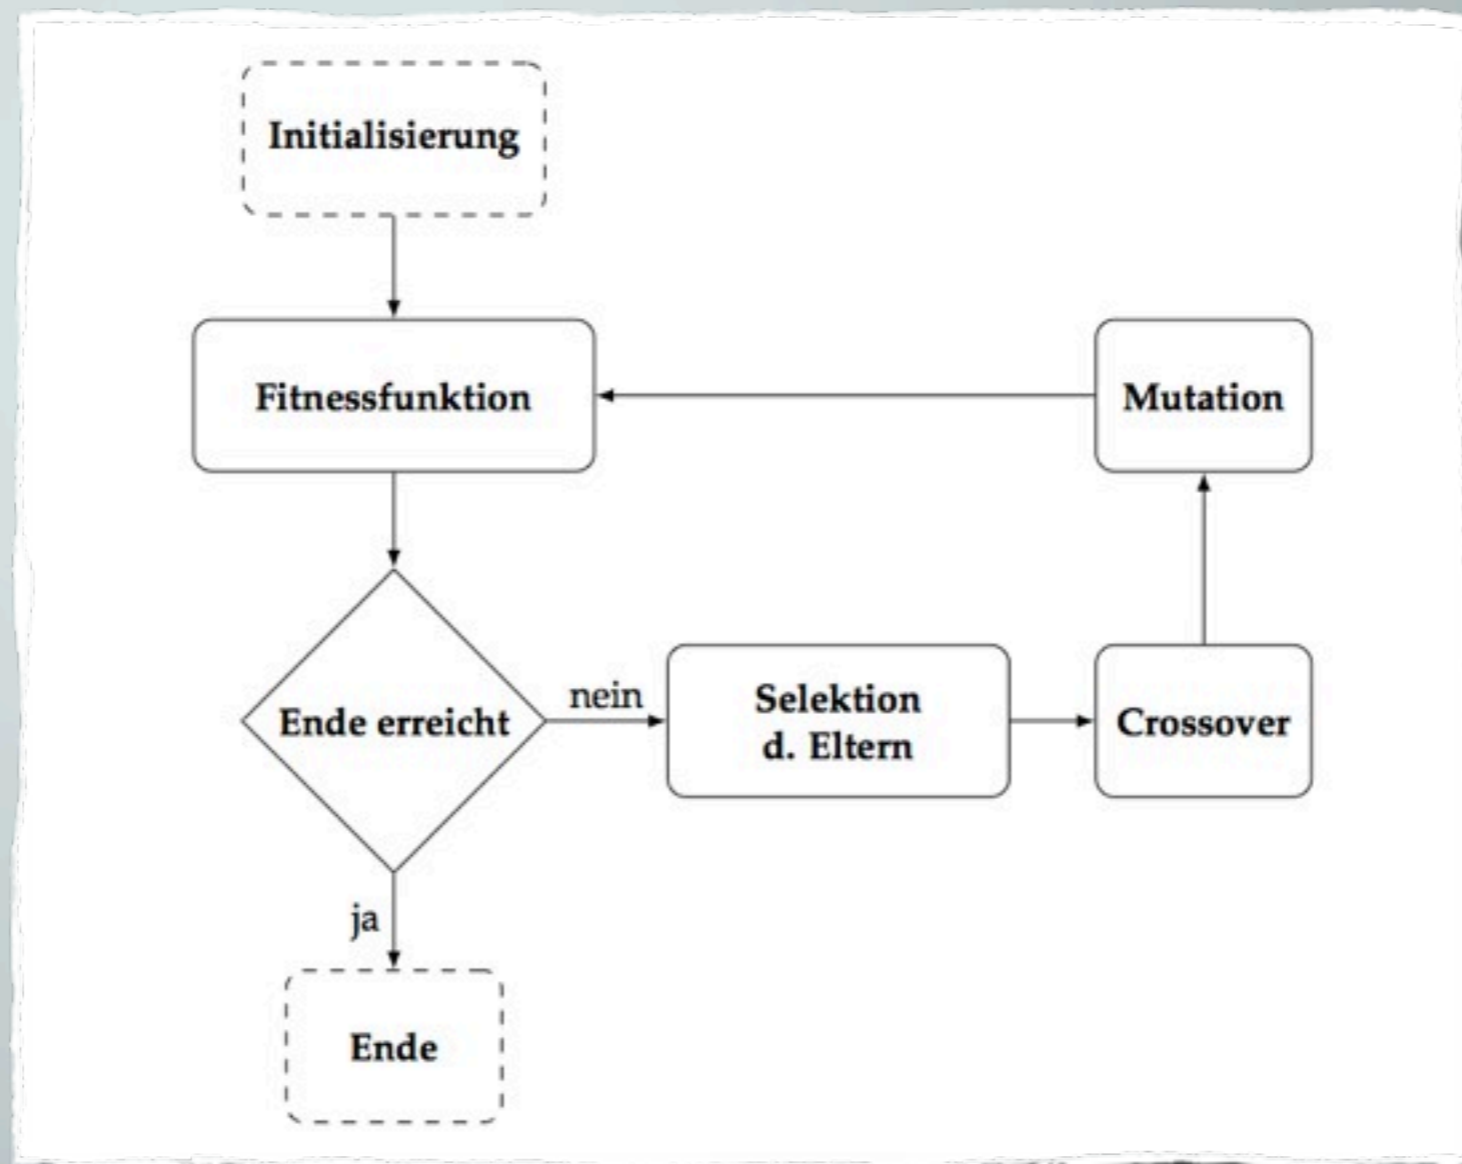 Initialisierung
Fitnessfunktion
Mutation
Ende erreicht
nein
Selektion
d. Eltern
Crossover
ja
Ende